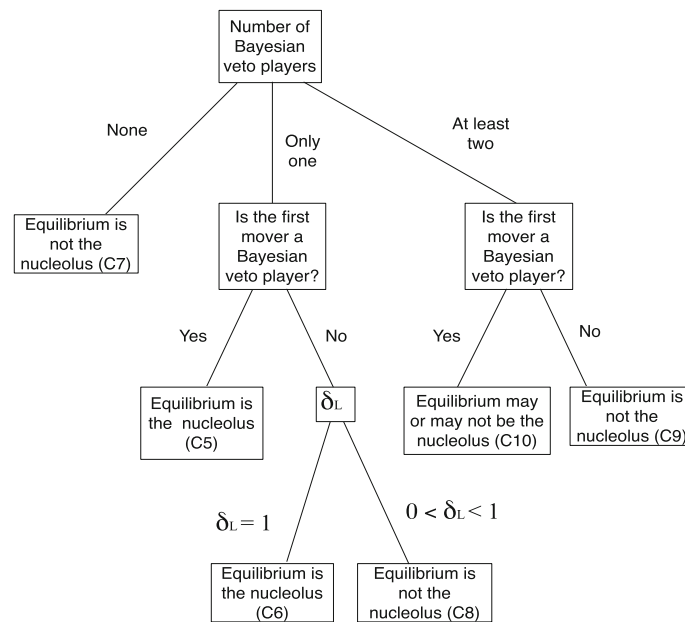 Number of
Bayesian
veto players
None
Only
one
At least
two
Equilibrium is
not the
nucleolus (C7)
Is the first
mover a
Bayesian
veto player?
Is the first
mover a
Bayesian
veto player?
Yes
No
Yes
No
Equilibrium is
the nucleolus
(C5)
δL
Equilibrium may
or may not be the
nucleolus (C10)
Equilibrium is
not the
nucleolus (C9)
δL = 1
0 < δL < 1
Equilibrium is
the nucleolus
(C6)
Equilibrium is
not the
nucleolus (C8)